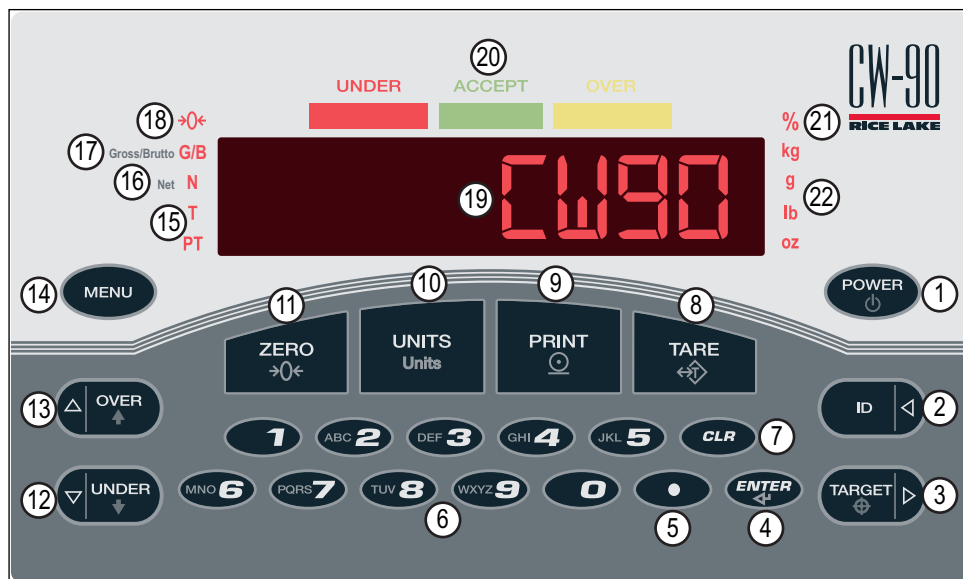 20
UNDER ACCEPT OVER
CW-90
RICE LAKE
18 →0← % 21
17 Gross/Brutto G/B kg
16 Net N g
22
15 T lb
PT oz
19 CW90
14 MENU
11 10 9 8
POWER 1
ZERO UNITS PRINT TARE
→0← Units T
13 OVER
ID 2
1 ABC 2 DEF 3 GHI 4 JKL 5 CLR 7
12 UNDER
MNO 6 PQRS 7 TUV 8 WXYZ 9 0 • ENTER
TARGET 3
6 5 4